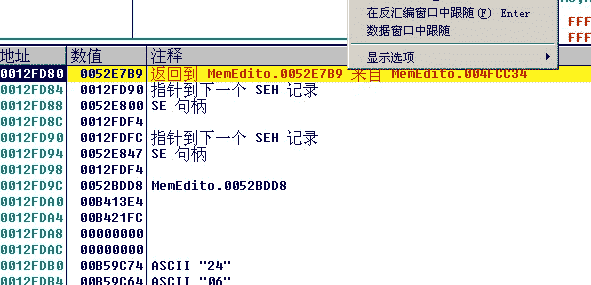 在反汇编窗口中跟随(F) Enter
数据窗口中跟随
显示选项
FFF
FFF
地址 数值 注释
0012FD80 0052E7B9 返回到 MemEdito.0052E7B9 来自 MemEdito.004FCC34
0012FD84 0012FD90 指针到下一个 SEH 记录
0012FD88 0052E800 SE 句柄
0012FD8C 0012FDF4
0012FD90 0012FDFC 指针到下一个 SEH 记录
0012FD94 0052E847 SE 句柄
0012FD98 0012FDF4
0012FD9C 0052BDD8 MemEdito.0052BDD8
0012FDA0 00B413E4
0012FDA4 00B421FC
0012FDA8 00000000
0012FDAC 00000000
0012FDB0 00B59C74 ASCII "24"
0012FDB4 00B59C64 ASCII "06"